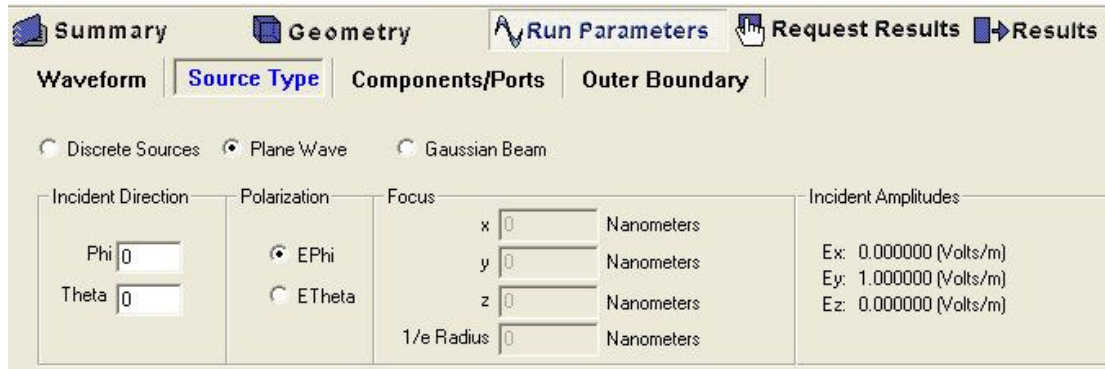 Summary Geometry Run Parameters Request Results Results
Waveform Source Type Components/Ports Outer Boundary
Discrete Sources Plane Wave Gaussian Beam
Incident Direction Polarization Focus Incident Amplitudes
x 0 Nanometers
Phi 0 EPhi Ex: 0.000000 (Volts/m)
y 0 Nanometers Ey: 1.000000 (Volts/m)
Theta 0 ETheta z 0 Nanometers Ez: 0.000000 (Volts/m)
1/e Radius 0 Nanometers